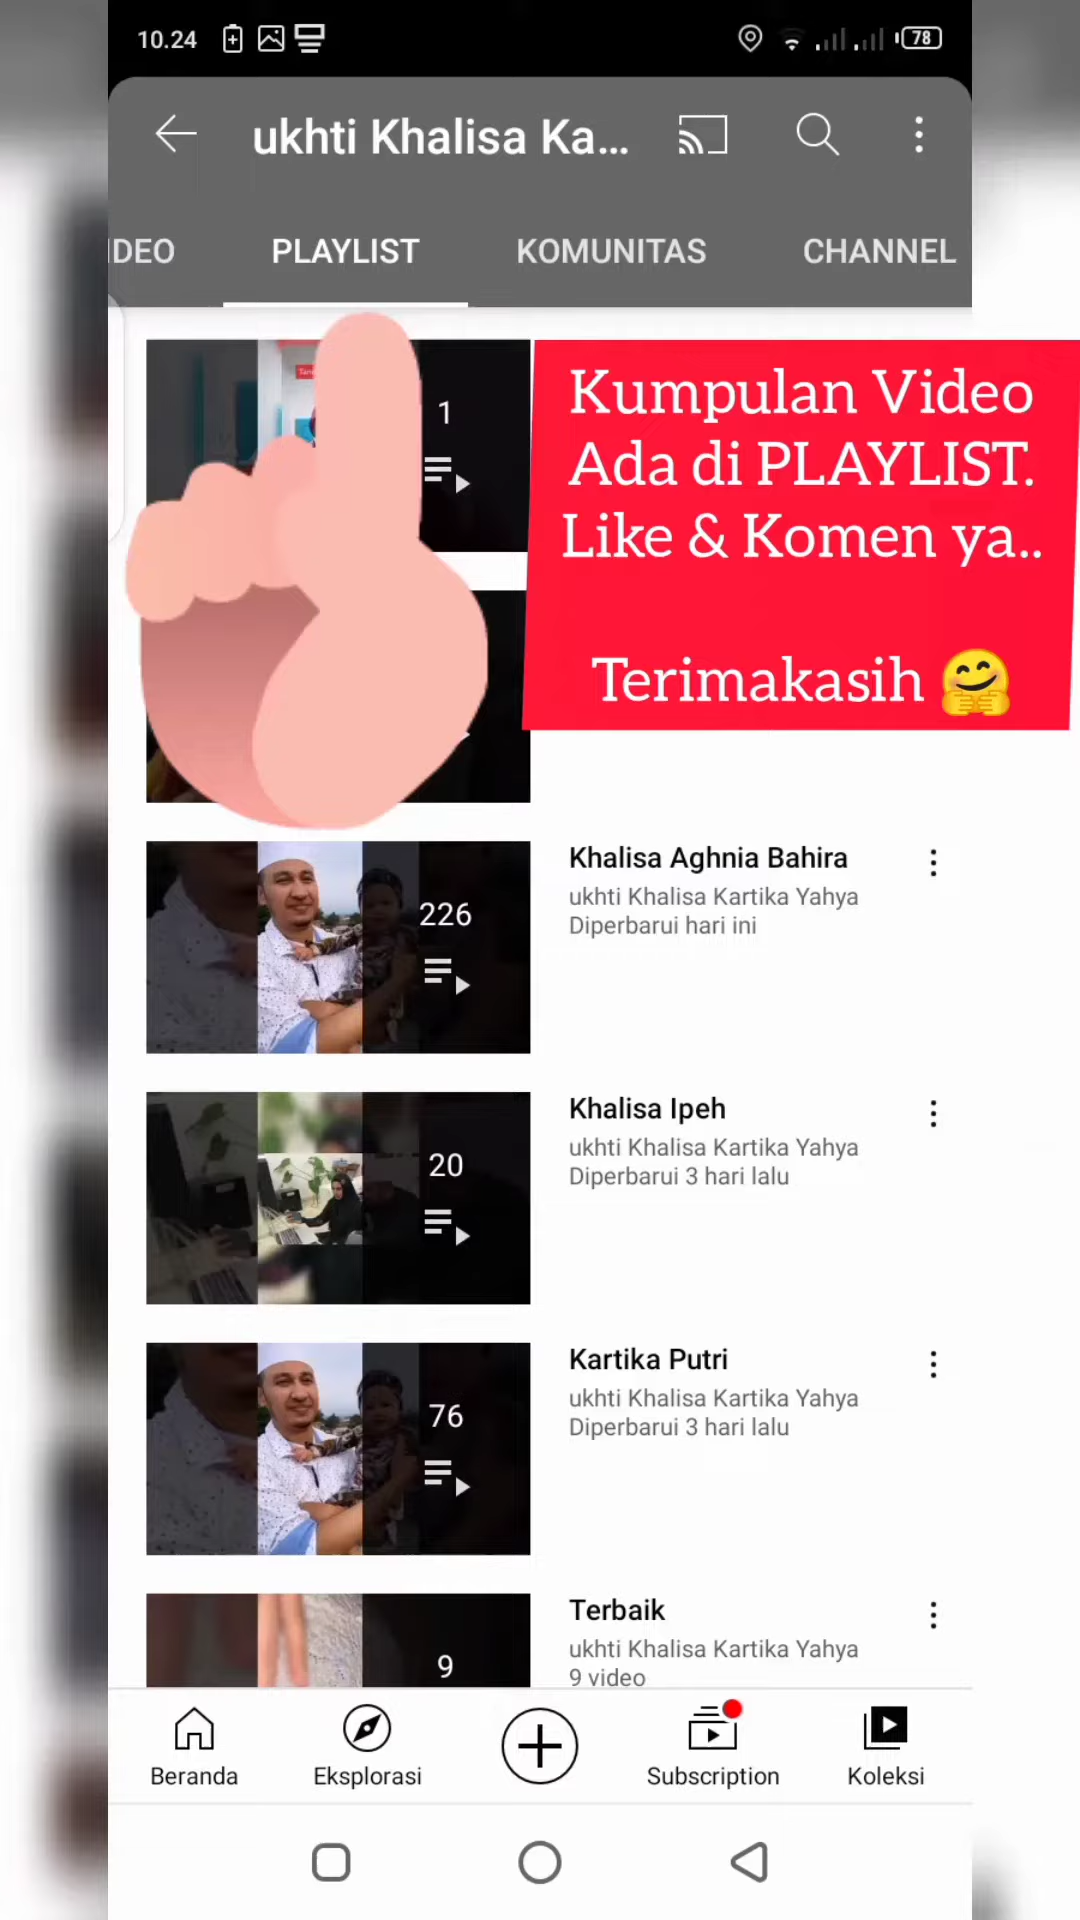 10.24
78
ukhti Khalisa Ka...
IDEO PLAYLIST KOMUNITAS CHANNEL
1
Kumpulan Video
Ada di PLAYLIST.
Like & Komen ya..
Terimakasih 🤗
226
Khalisa Aghnia Bahira
ukhti Khalisa Kartika Yahya
Diperbarui hari ini
20
Khalisa Ipeh
ukhti Khalisa Kartika Yahya
Diperbarui 3 hari lalu
76
Kartika Putri
ukhti Khalisa Kartika Yahya
Diperbarui 3 hari lalu
9
Terbaik
ukhti Khalisa Kartika Yahya
9 video
Beranda Eksplorasi Subscription Koleksi